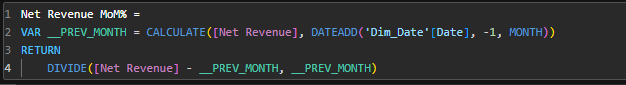 1 Net Revenue MoM% =
2 VAR __PREV_MONTH = CALCULATE([Net Revenue], DATEADD('Dim_Date'[Date], -1, MONTH))
3 RETURN
4 DIVIDE([Net Revenue] - __PREV_MONTH, __PREV_MONTH)